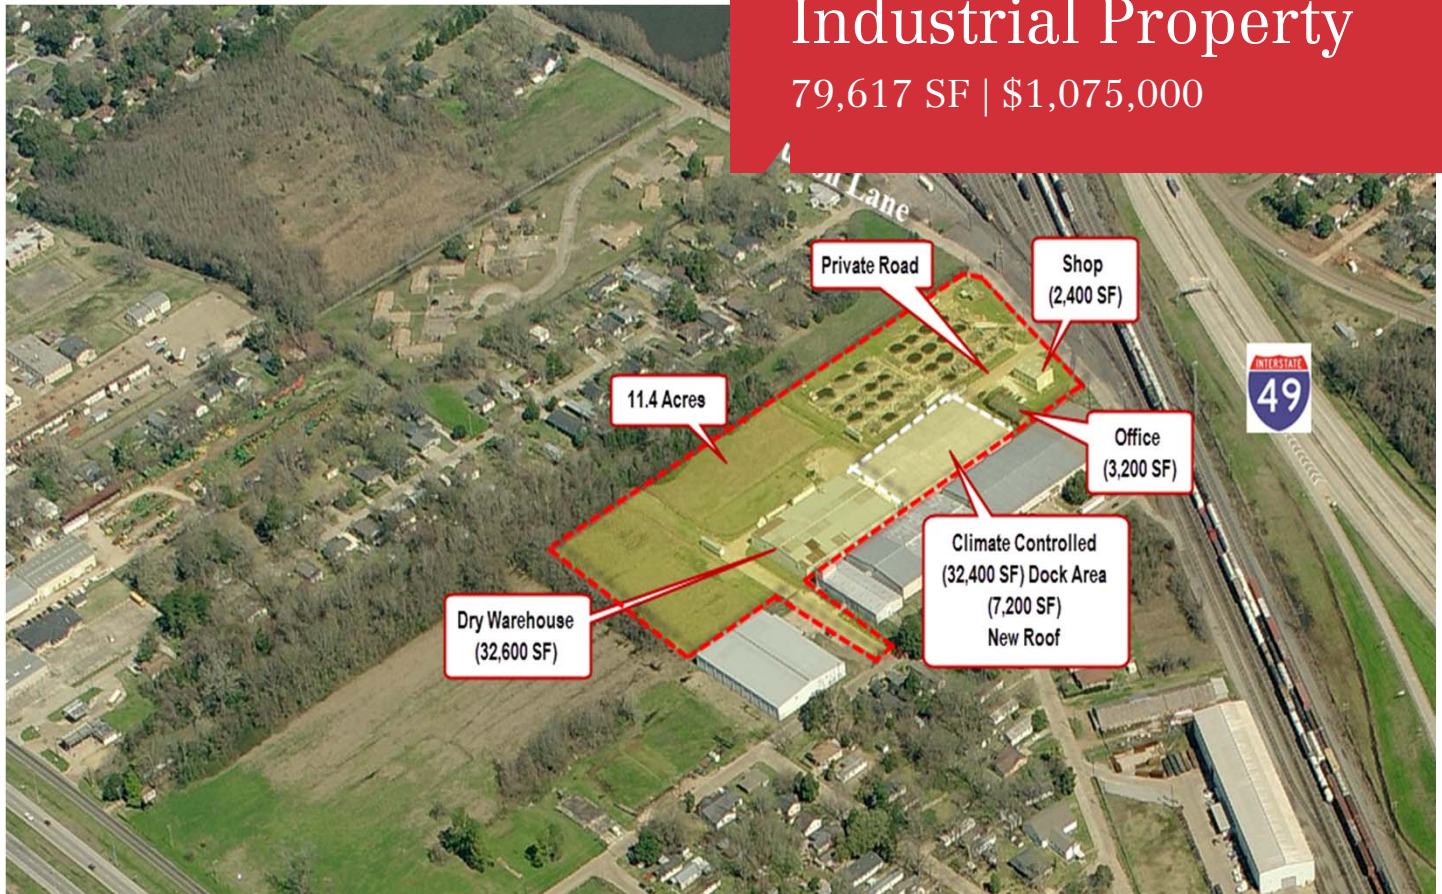 Industrial Property
79,617 SF | $1,075,000
Lane
Private Road
Shop
(2,400 SF)
INTERSTATE
49
11.4 Acres
Office
(3,200 SF)
Climate Controlled
(32,400 SF) Dock Area
(7,200 SF)
New Roof
Dry Warehouse
(32,600 SF)